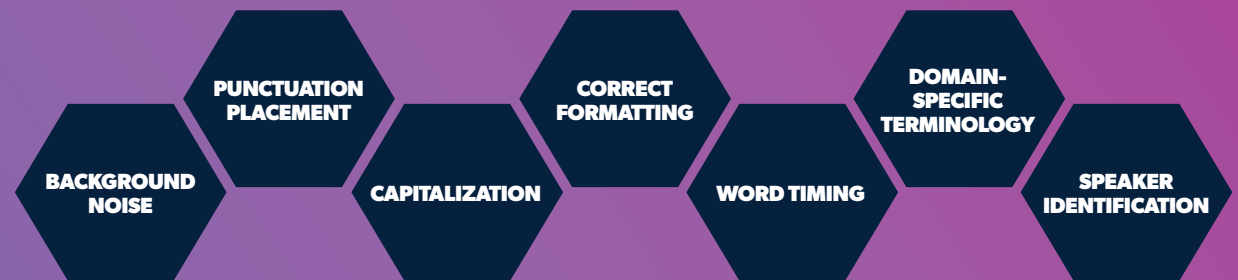 BACKGROUND
NOISE
PUNCTUATION
PLACEMENT
CAPITALIZATION
CORRECT
FORMATTING
WORD TIMING
DOMAIN-
SPECIFIC
TERMINOLOGY
SPEAKER
IDENTIFICATION